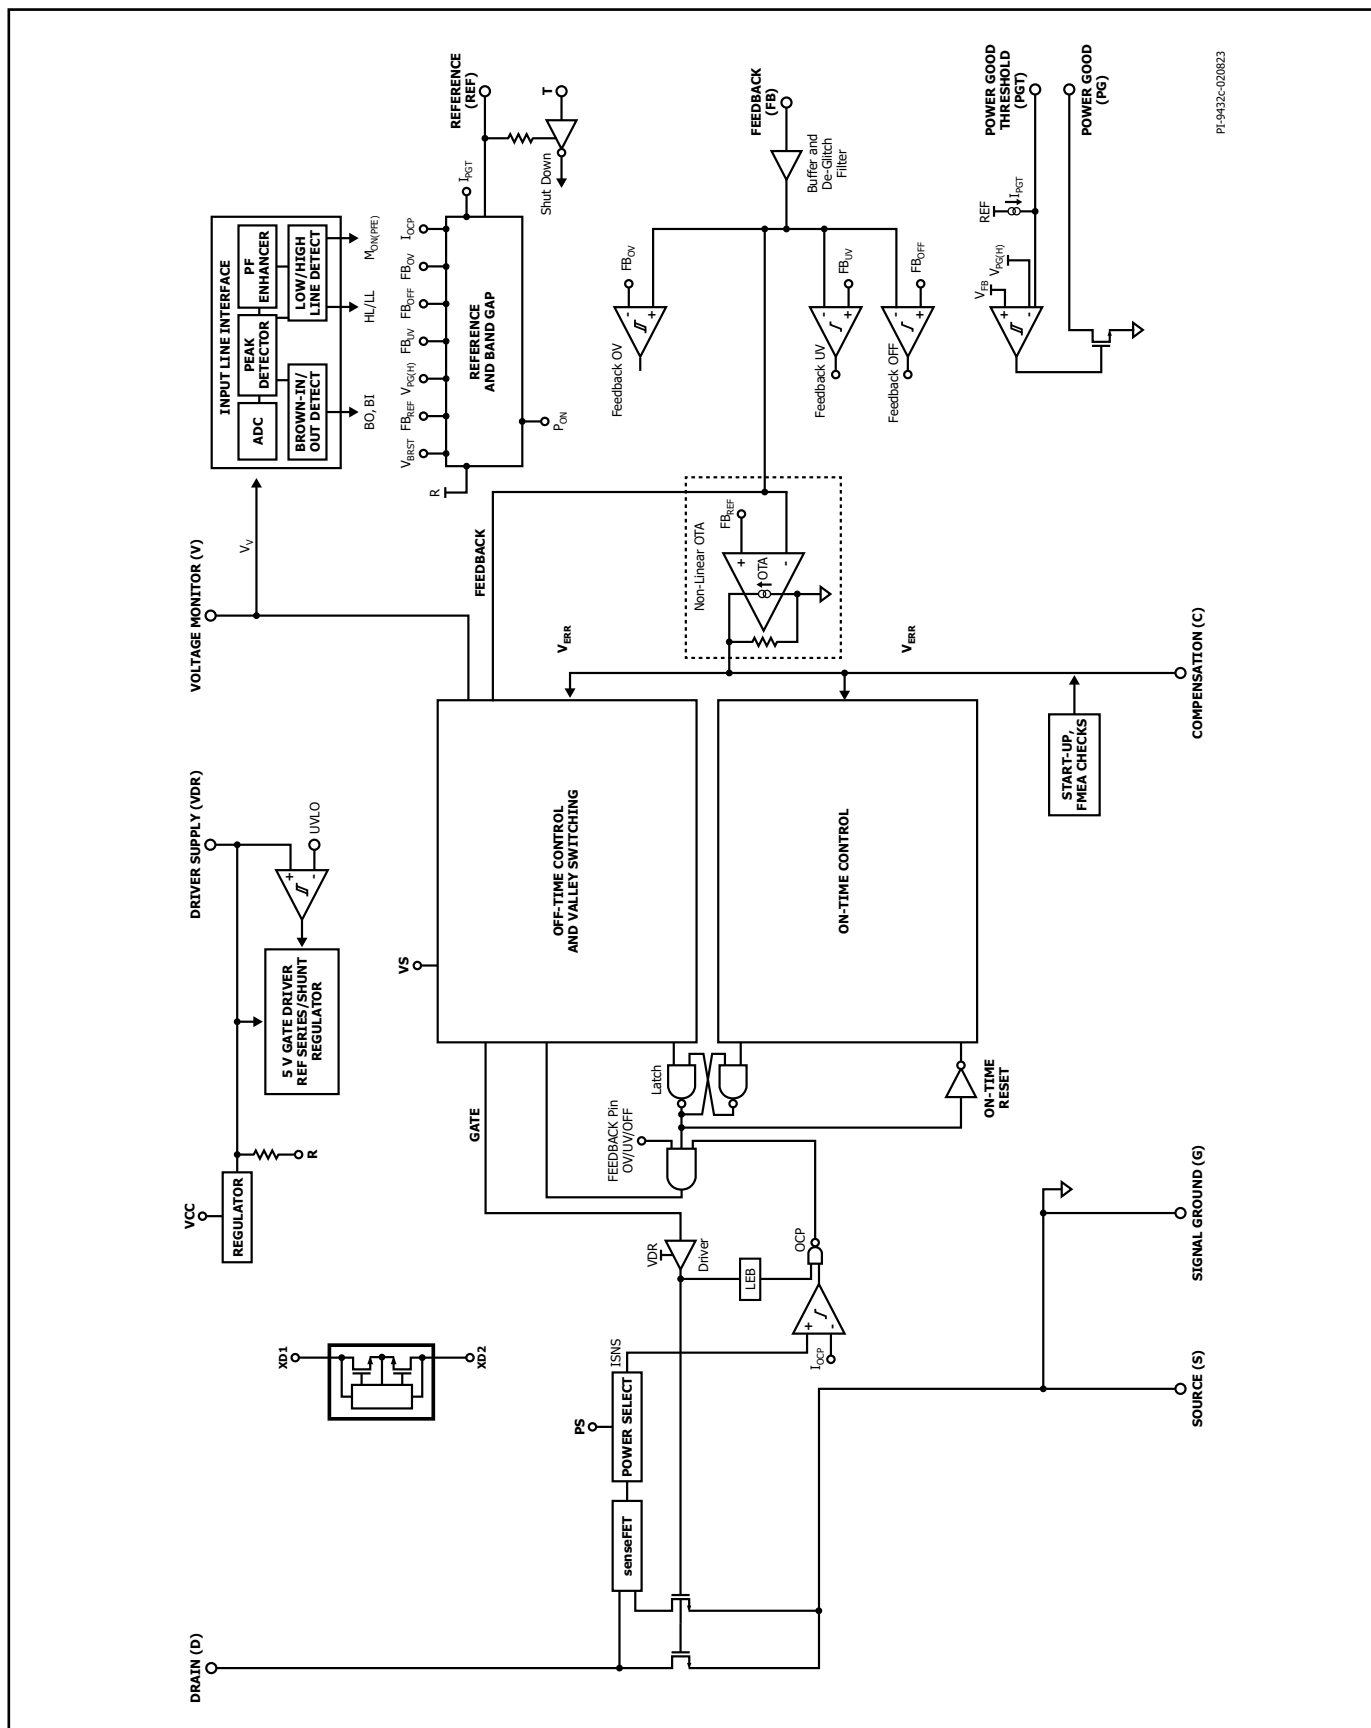 DRAIN (D)
DRIVER SUPPLY (VDR)
VOLTAGE MONITOR (V)
VCC
REGULATOR
R
5 V GATE DRIVER
REF SERIES/SHUNT
REGULATOR
+
-
UVLO
V_V
INPUT LINE INTERFACE
ADC
PEAK
DETECTOR
PF
ENHANCER
BROWN-IN/
OUT DETECT
LOW/HIGH
LINE DETECT
BO, BI
HL/LL
M_ON(PFE)
XD1
XD2
R
V_BRST
FB_REF
V_PG(H)
FB_UV
FB_OFF
FB_OV
I_OCP
I_PGT
REFERENCE
AND BAND GAP
P_ON
REFERENCE
(REF)
T
Shut Down
VS
GATE
OFF-TIME CONTROL
AND VALLEY SWITCHING
FEEDBACK
V_ERR
senseFET
PS
POWER SELECT
ISNS
VDR
Driver
LEB
FEEDBACK Pin
OV/UV/OFF
Latch
Non-Linear OTA
FB_REF
+
-
OTA
Feedback OV
FB_OV
-
+
FEEDBACK
(FB)
Buffer and
De-Glitch
Filter
I_OCP
+
-
OCP
ON-TIME CONTROL
Feedback UV
FB_UV
-
+
Feedback OFF
FB_OFF
-
+
V_ERR
ON-TIME
RESET
V_FB
V_PG(H)
+
-
REF
I_PGT
POWER GOOD
THRESHOLD
(PGT)
POWER GOOD
(PG)
START-UP,
FMEA CHECKS
SOURCE (S)
SIGNAL GROUND (G)
COMPENSATION (C)
PI-9432c-020823